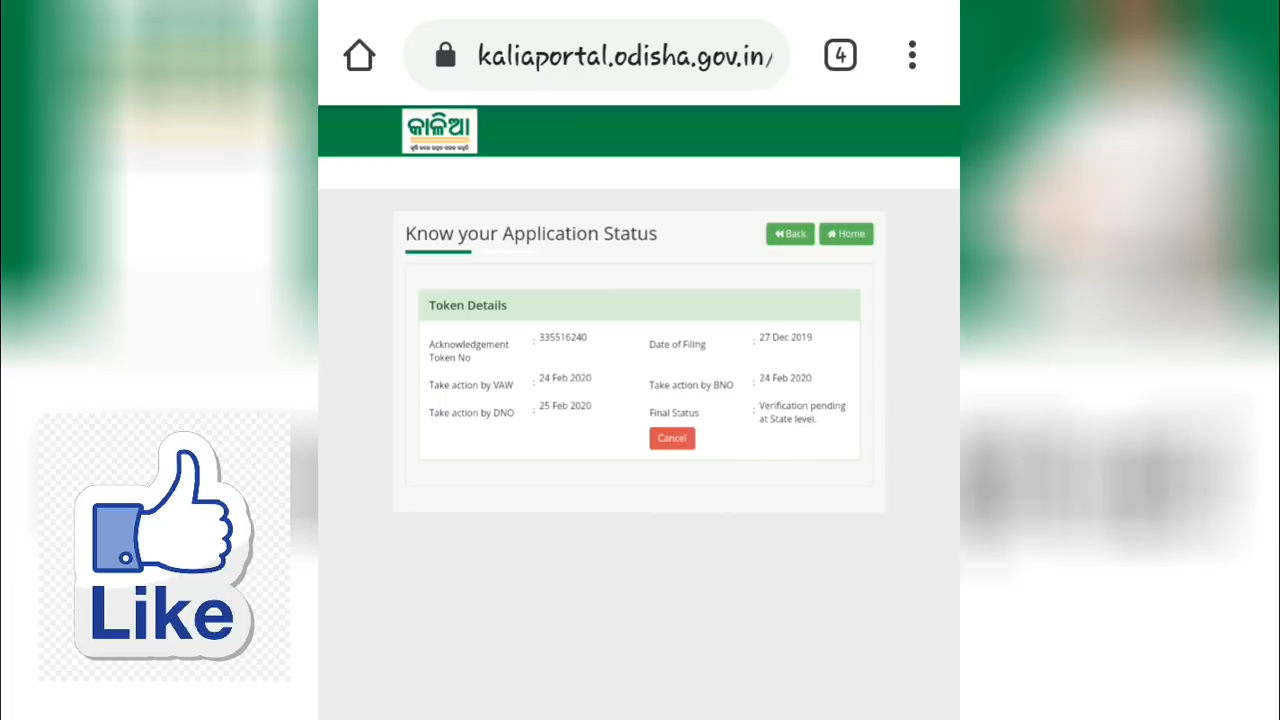 kaliaportal.odisha.gov.in/
4
କାଳିଆ
Know your Application Status
Back
Home
Token Details
Acknowledgement Token No : 335516240
Date of Filing : 27 Dec 2019
Take action by VAW : 24 Feb 2020
Take action by BNO : 24 Feb 2020
Take action by DNO : 25 Feb 2020
Final Status : Verification pending
at State level.
Cancel
Like